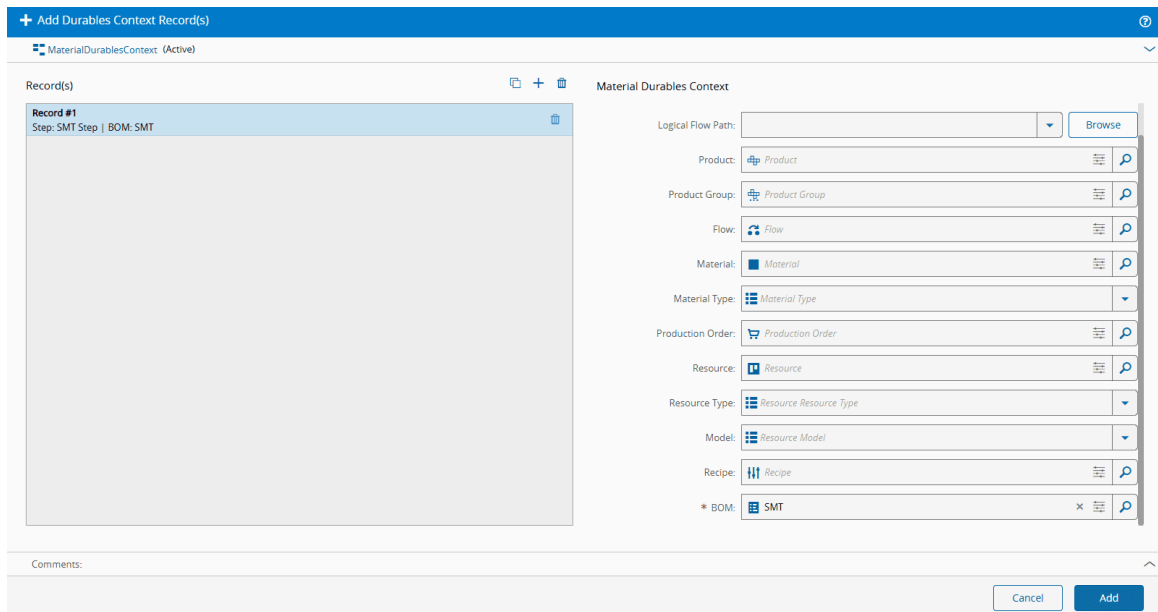 Add Durables Context Record(s)
MaterialDurablesContext (Active)
Record(s)
Record #1
Step: SMT Step | BOM: SMT
Material Durables Context
Logical Flow Path:
Browse
Product: Product
Product Group: Product Group
Flow: Flow
Material: Material
Material Type: Material Type
Production Order: Production Order
Resource: Resource
Resource Type: Resource Resource Type
Model: Resource Model
Recipe: Recipe
* BOM: SMT
Comments:
Cancel
Add